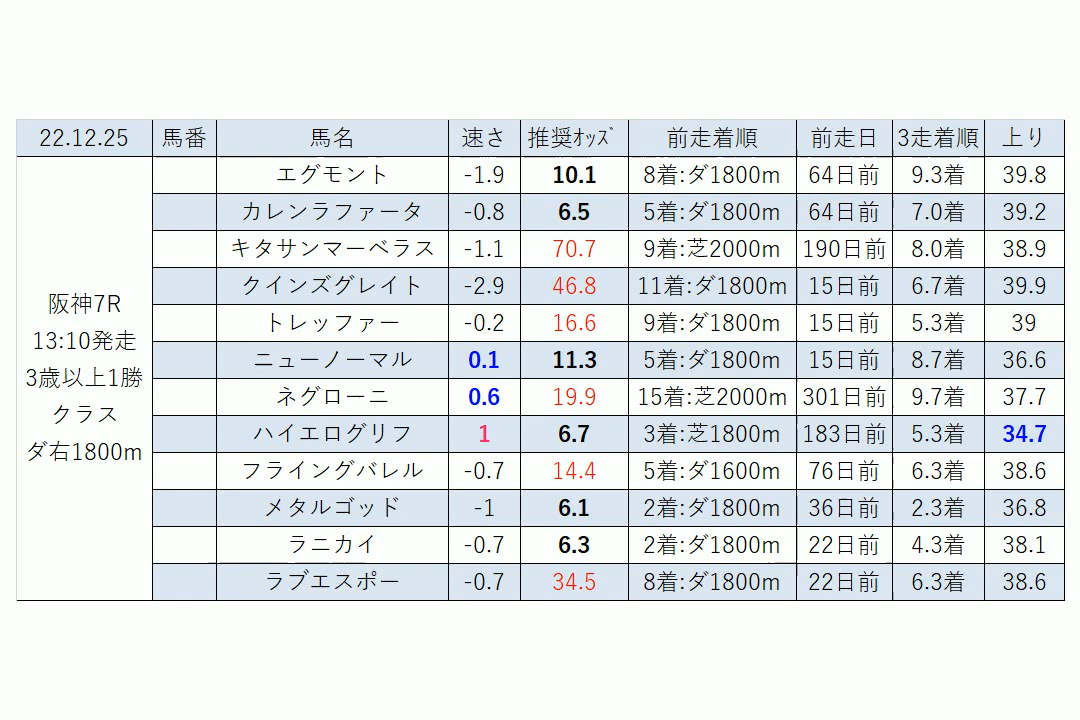 22.12.25 馬番 馬名 速さ 推奨ｵｯｽﾞ 前走着順 前走日 3走着順 上り
阪神7R
13:10発走
3歳以上1勝
クラス
ダ右1800m
エグモント -1.9 10.1 8着:ダ1800m 64日前 9.3着 39.8
カレンラファータ -0.8 6.5 5着:ダ1800m 64日前 7.0着 39.2
キタサンマーベラス -1.1 70.7 9着:芝2000m 190日前 8.0着 38.9
クインズグレイト -2.9 46.8 11着:ダ1800m 15日前 6.7着 39.9
トレッファー -0.2 16.6 9着:ダ1800m 15日前 5.3着 39
ニューノーマル 0.1 11.3 5着:ダ1800m 15日前 8.7着 36.6
ネグローニ 0.6 19.9 15着:芝2000m 301日前 9.7着 37.7
ハイエログリフ 1 6.7 3着:芝1800m 183日前 5.3着 34.7
フライングバレル -0.7 14.4 5着:ダ1600m 76日前 6.3着 38.6
メタルゴッド -1 6.1 2着:ダ1800m 36日前 2.3着 36.8
ラニカイ -0.7 6.3 2着:ダ1800m 22日前 4.3着 38.1
ラブエスポー -0.7 34.5 8着:ダ1800m 22日前 6.3着 38.6